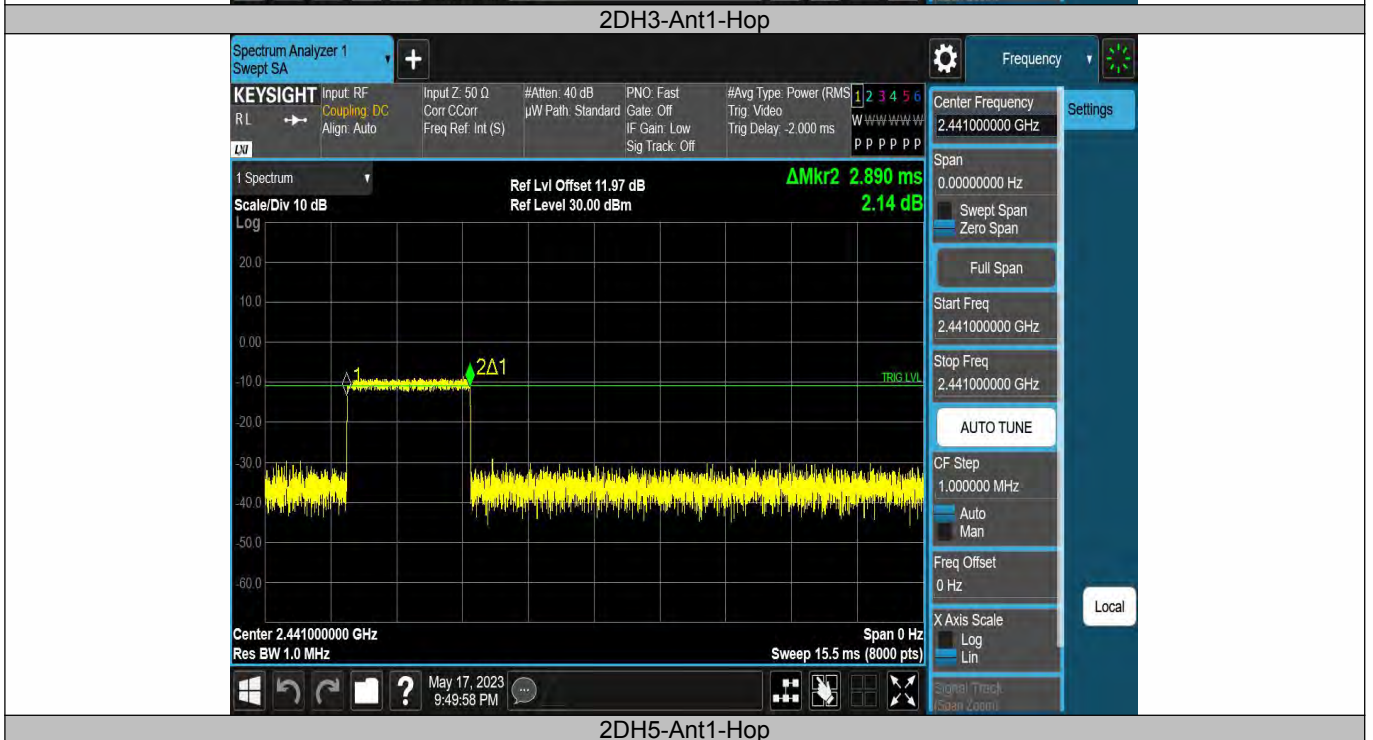 2DH3-Ant1-Hop
Spectrum Analyzer 1
Swept SA
+
Frequency
KEYSIGHT
RL
LXI
Input: RF
Coupling: DC
Align: Auto
Input Z: 50 Ω
Corr CCorr
Freq Ref: Int (S)
#Atten: 40 dB
µW Path: Standard
PNO: Fast
Gate: Off
IF Gain: Low
Sig Track: Off
#Avg Type: Power (RMS
Trig: Video
Trig Delay: -2.000 ms
1 2 3 4 5 6
W W W W W W
P P P P P P
Center Frequency
2.441000000 GHz
Settings
1 Spectrum
Scale/Div 10 dB
Log
Ref Lvl Offset 11.97 dB
Ref Level 30.00 dBm
ΔMkr2 2.890 ms
2.14 dB
Span
0.00000000 Hz
Swept Span
Zero Span
Full Span
Start Freq
2.441000000 GHz
Stop Freq
2.441000000 GHz
AUTO TUNE
CF Step
1.000000 MHz
Auto
Man
Freq Offset
0 Hz
X Axis Scale
Log
Lin
Signal Track
(Span Zoom)
Local
20.0
10.0
0.00
-10.0
-20.0
-30.0
-40.0
-50.0
-60.0
1
2Δ1
TRIG LVL
Center 2.441000000 GHz
Res BW 1.0 MHz
Span 0 Hz
Sweep 15.5 ms (8000 pts)
?
May 17, 2023
9:49:58 PM
2DH5-Ant1-Hop